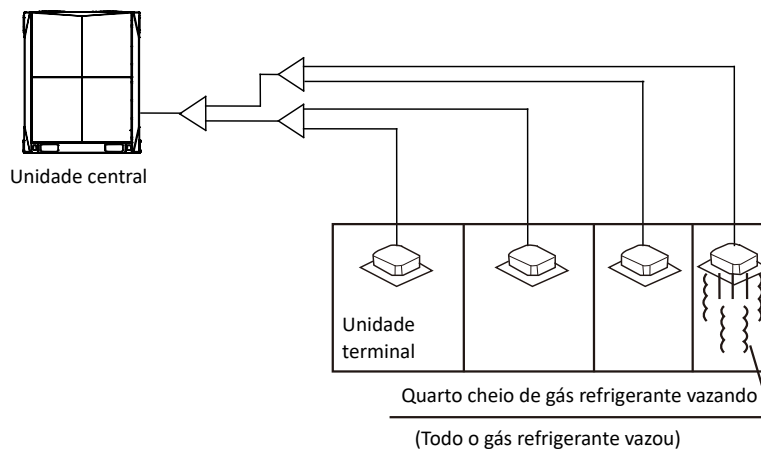 Unidade central
Unidade
terminal
Quarto cheio de gás refrigerante vazando
(Todo o gás refrigerante vazou)